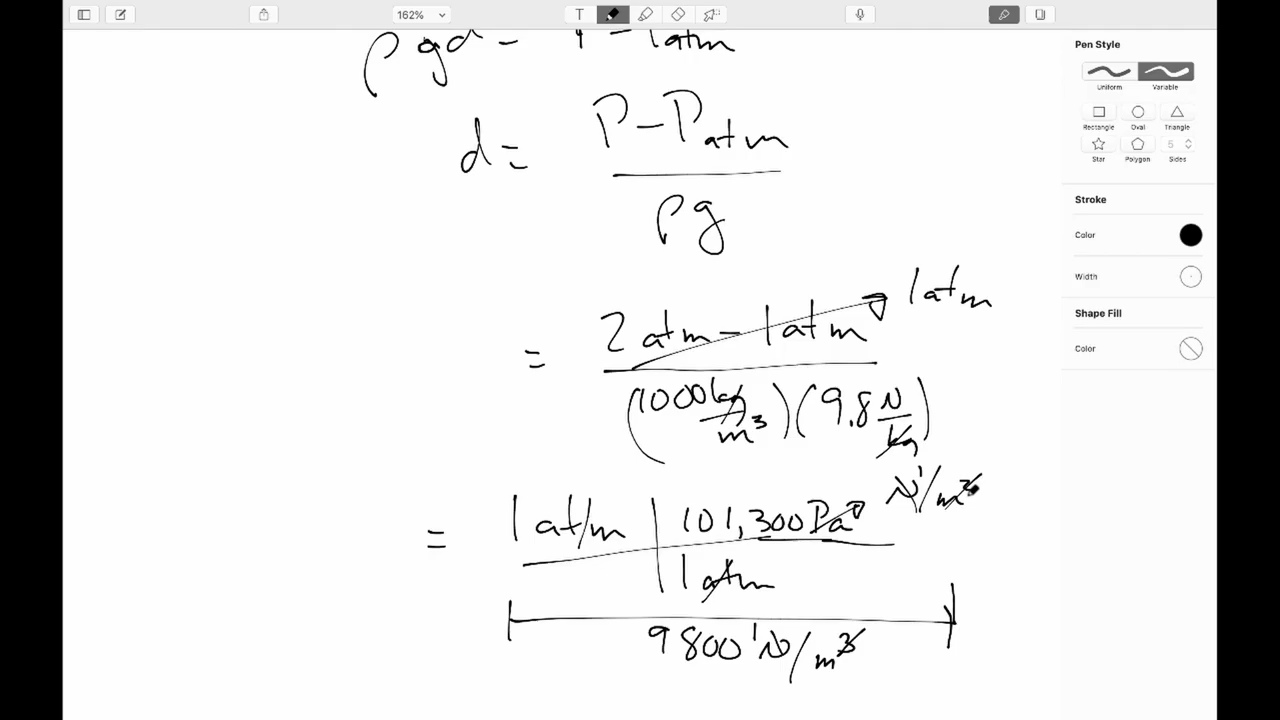 162%
Pen Style
Uniform Variable
Rectangle Oval Triangle
5
Star Polygon Sides
Stroke
Color
Width
Shape Fill
Color
ρgd = P - 1atm
d = P - Patm
ρg
= 2 atm - 1 atm 1 atm
(1000 kg/m³)(9.8 N/kg)
= 1 atm | 101,300 Pa N/m²
1 atm
9800 N/m³